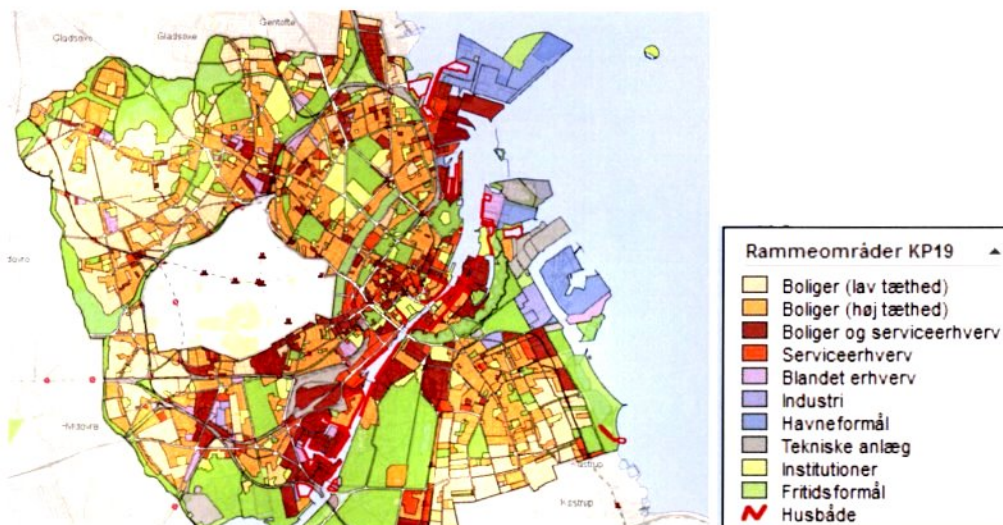 Gentofte
Gladsaxe
Gladsaxe
Hvidovre
Kastrup
Rammeområder KP19
Boliger (lav tæthed)
Boliger (høj tæthed)
Boliger og serviceerhverv
Serviceerhverv
Blandet erhverv
Industri
Havneformål
Tekniske anlæg
Institutioner
Fritidsformål
Husbåde